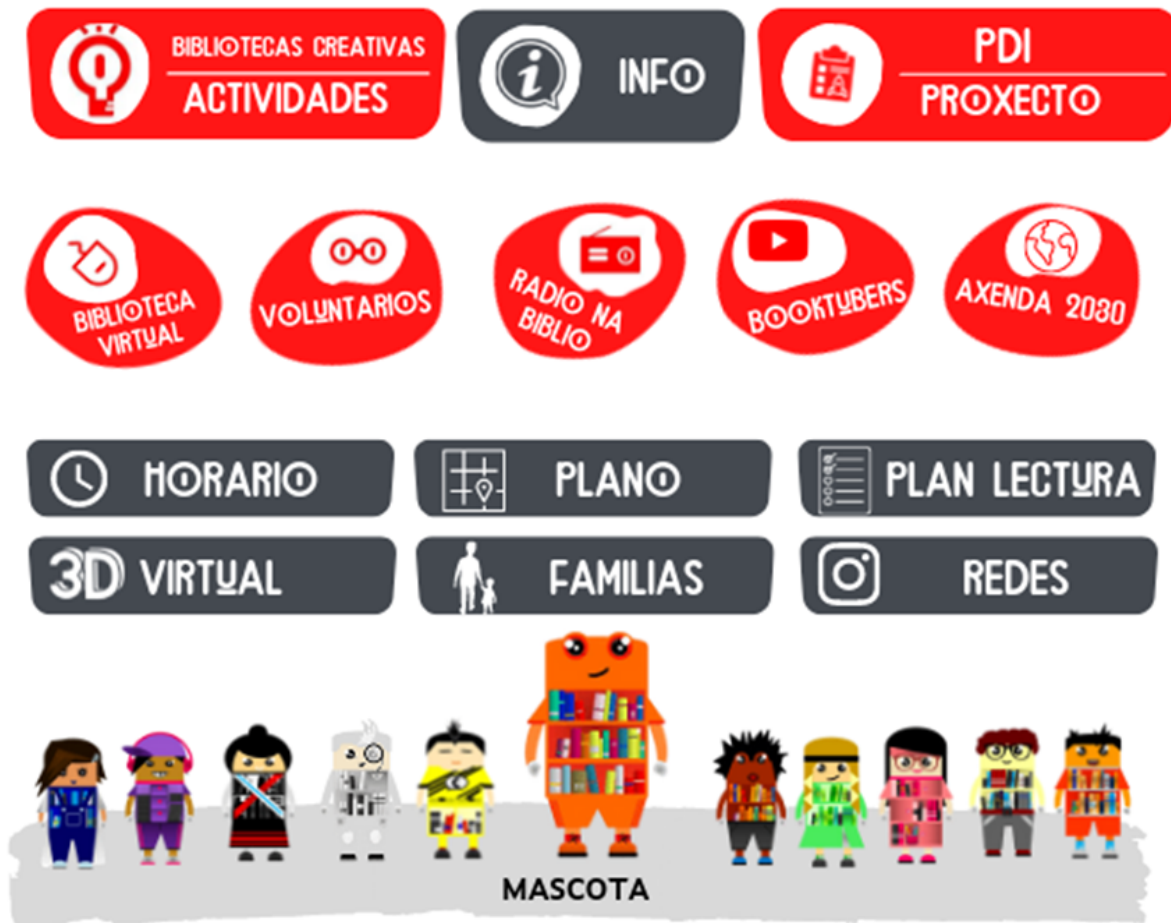 BIBLIOTECAS CREATIVAS
ACTIVIDADES
INFO
PDI
PROXECTO
BIBLIOTECA
VIRTUAL
VOLUNTARIOS
RADIO NA
BIBLIO
BOOKTUBERS
AXENDA 2030
HORARIO
PLANO
PLAN LECTURA
3D VIRTUAL
FAMILIAS
REDES
MASCOTA